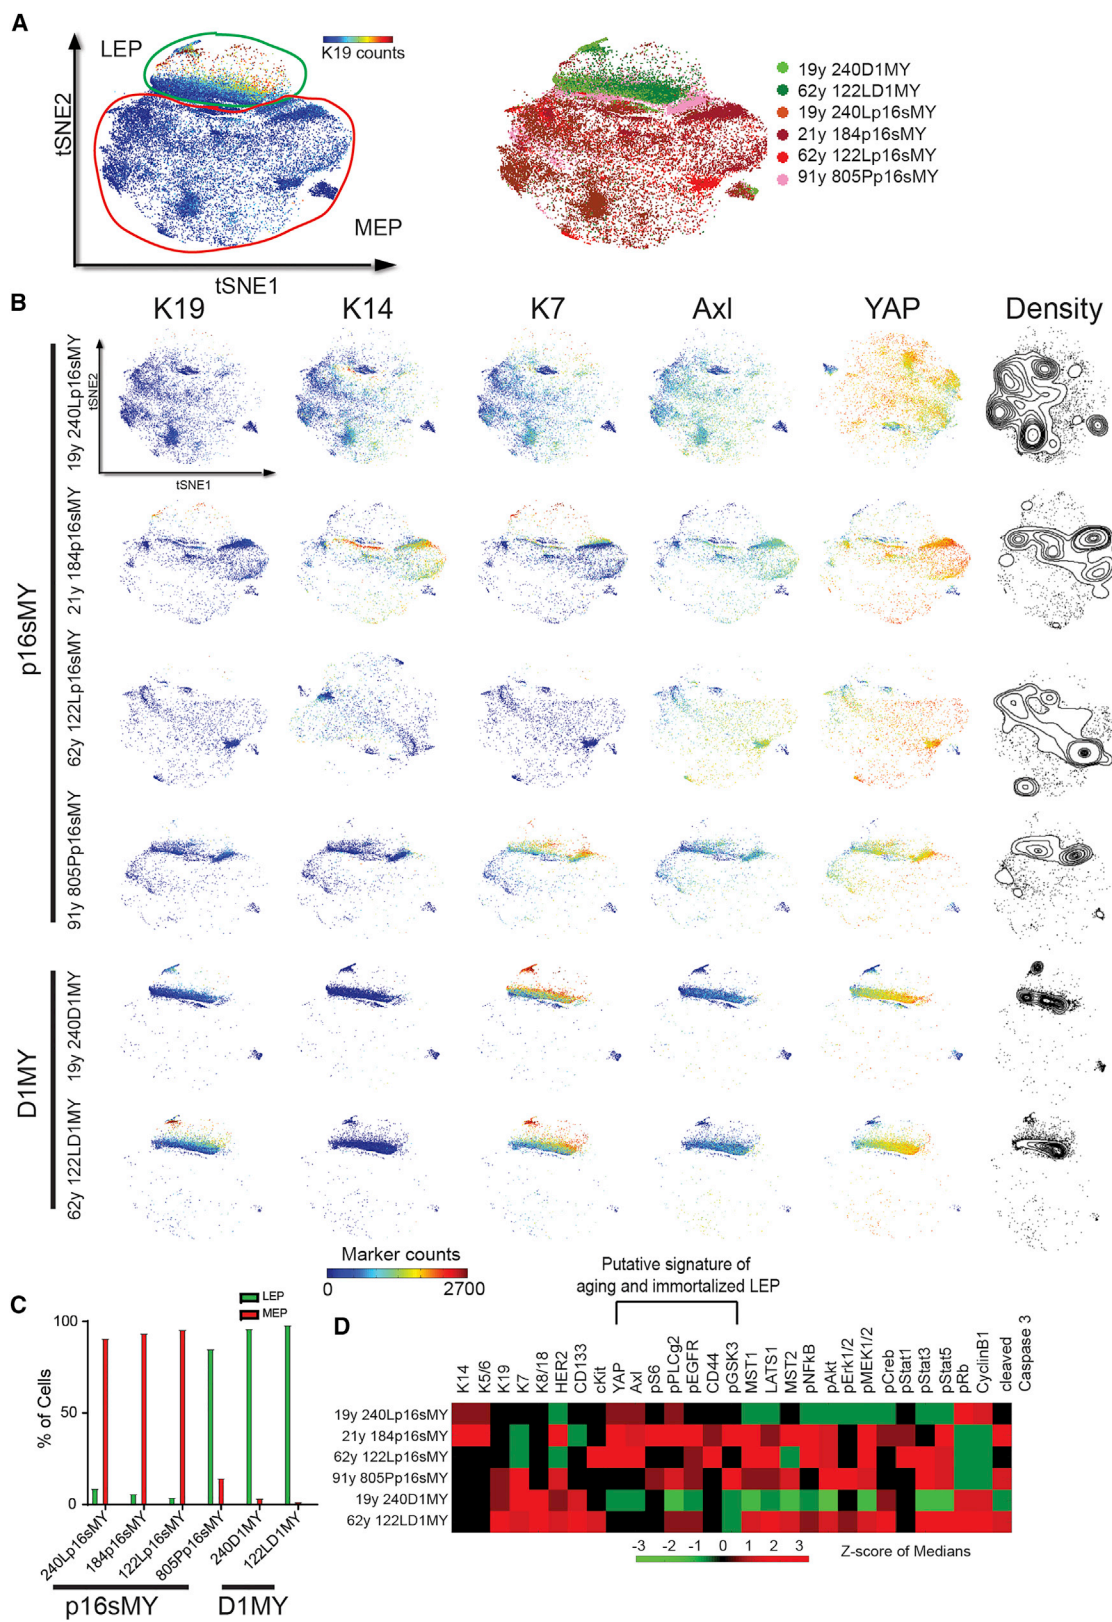 A
LEP
K19 counts
MEP
tSNE2
tSNE1
19y 240D1MY
62y 122LD1MY
19y 240Lp16sMY
21y 184p16sMY
62y 122Lp16sMY
91y 805Pp16sMY
B
K19
K14
K7
Axl
YAP
Density
p16sMY
19y 240Lp16sMY
tSNE2
tSNE1
21y 184p16sMY
62y 122Lp16sMY
91y 805Pp16sMY
D1MY
19y 240D1MY
62y 122LD1MY
Marker counts
0
2700
C
LEP
MEP
% of Cells
100
50
0
240Lp16sMY
184p16sMY
122Lp16sMY
805Pp16sMY
240D1MY
122LD1MY
p16sMY
D1MY
D
Putative signature of
aging and immortalized LEP
K14
K5/6
K19
K7
K8/18
HER2
CD133
cKit
YAP
Axl
pS6
pPLCg2
pEGFR
CD44
pGSK3
MST1
LATS1
MST2
pNFkB
pAkt
pErk1/2
pMEK1/2
pCreb
pStat1
pStat3
pStat5
pRb
CyclinB1
cleaved
Caspase 3
19y 240Lp16sMY
21y 184p16sMY
62y 122Lp16sMY
91y 805Pp16sMY
19y 240D1MY
62y 122LD1MY
-3 -2 -1 0 1 2 3
Z-score of Medians